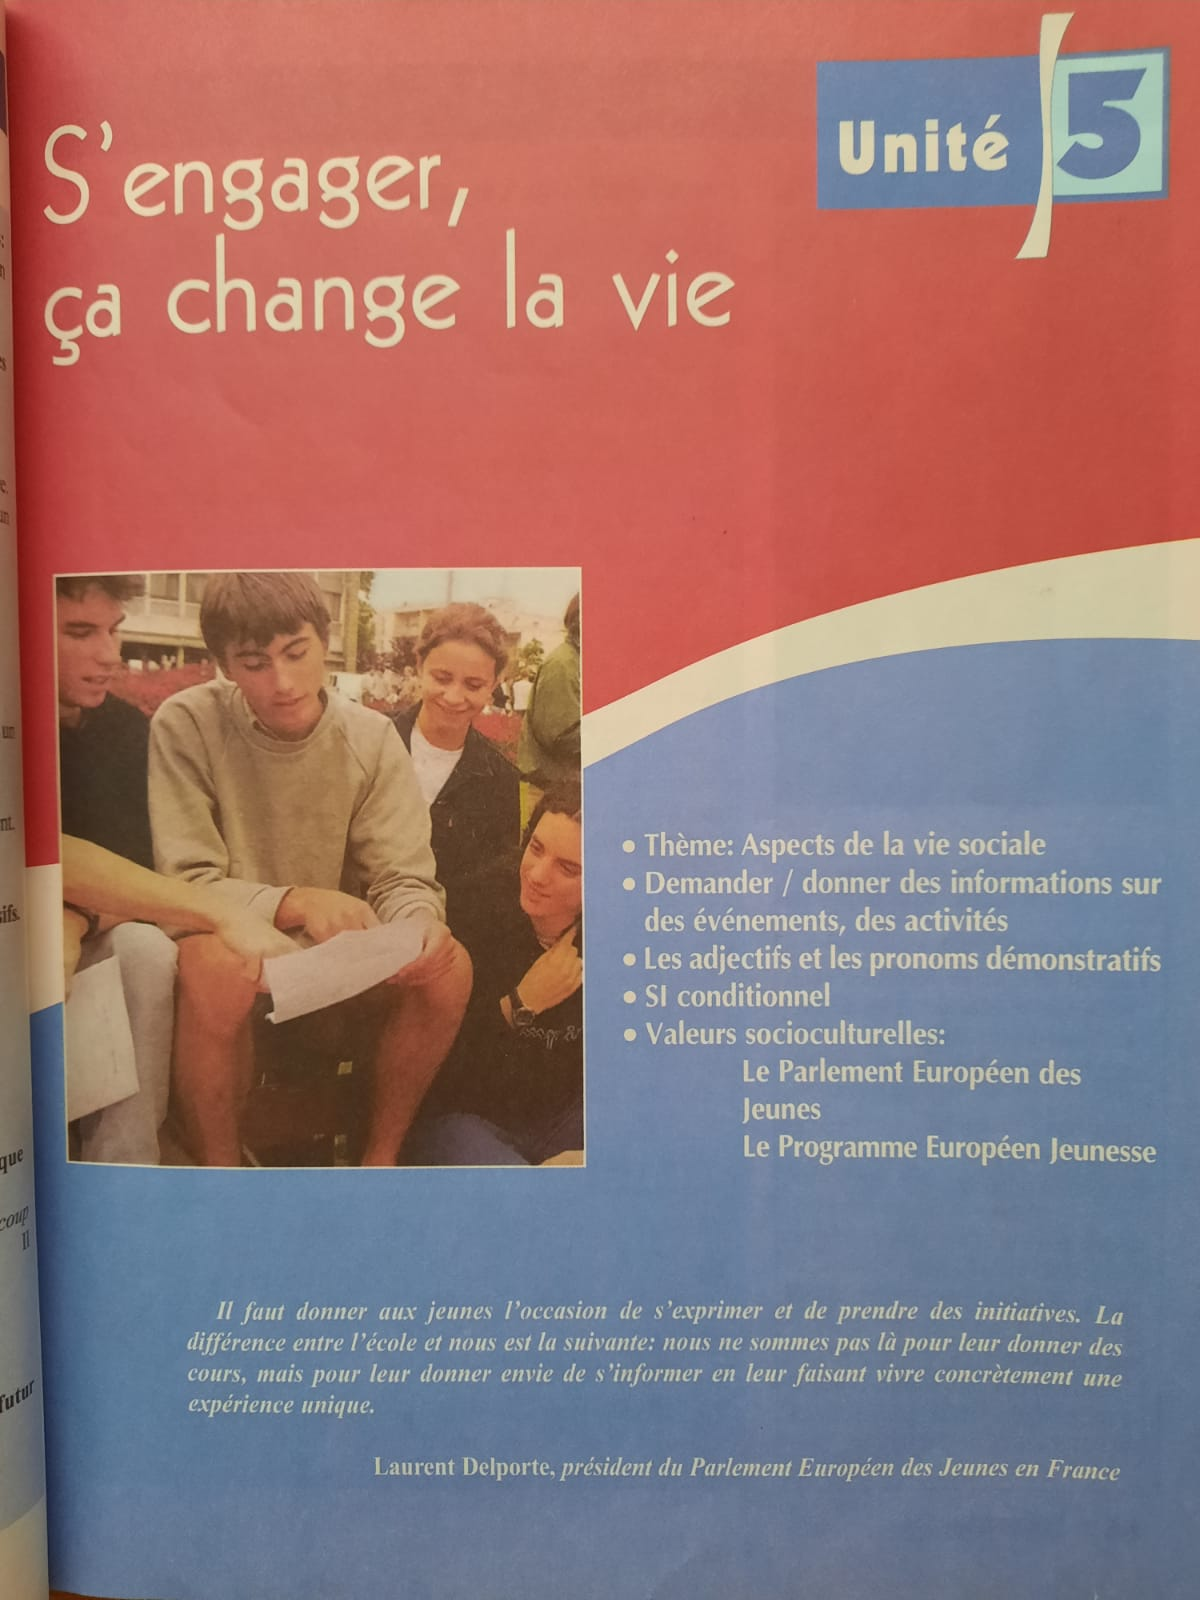 Unité 5
S'engager,
ça change la vie
• Thème: Aspects de la vie sociale
• Demander / donner des informations sur
des événements, des activités
• Les adjectifs et les pronoms démonstratifs
• SI conditionnel
• Valeurs socioculturelles:
Le Parlement Européen des
Jeunes
Le Programme Européen Jeunesse
Il faut donner aux jeunes l'occasion de s'exprimer et de prendre des initiatives. La
différence entre l'école et nous est la suivante: nous ne sommes pas là pour leur donner des
cours, mais pour leur donner envie de s'informer en leur faisant vivre concrètement une
expérience unique.
Laurent Delporte, président du Parlement Européen des Jeunes en France
un
que
coup
Il
futur